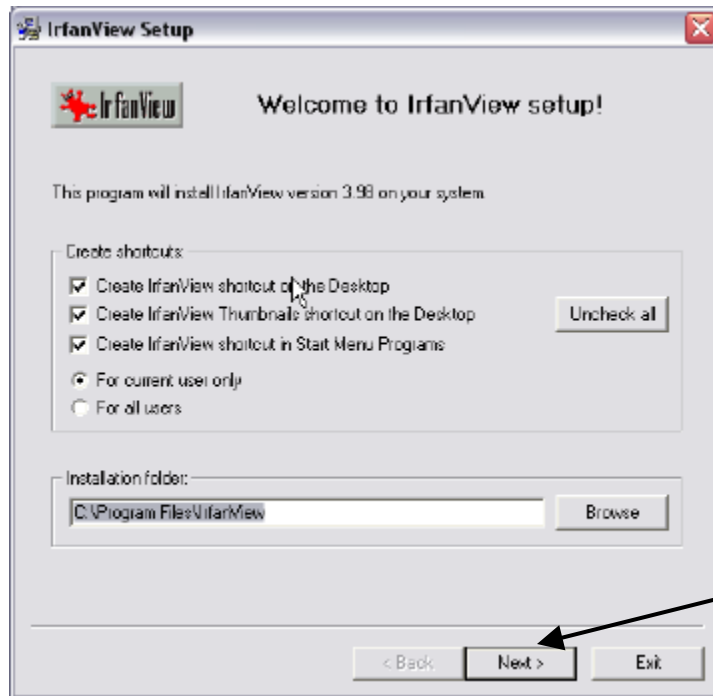 IrfanView Setup
IrfanView
Welcome to IrfanView setup!
This program will install IrfanView version 3.98 on your system.
Create shortcuts:
Create IrfanView shortcut on the Desktop
Create IrfanView Thumbnails shortcut on the Desktop
Uncheck all
Create IrfanView shortcut in Start Menu Programs
For current user only
For all users
Installation folder:
C:\Program Files\IrfanView
Browse
< Back
Next >
Exit